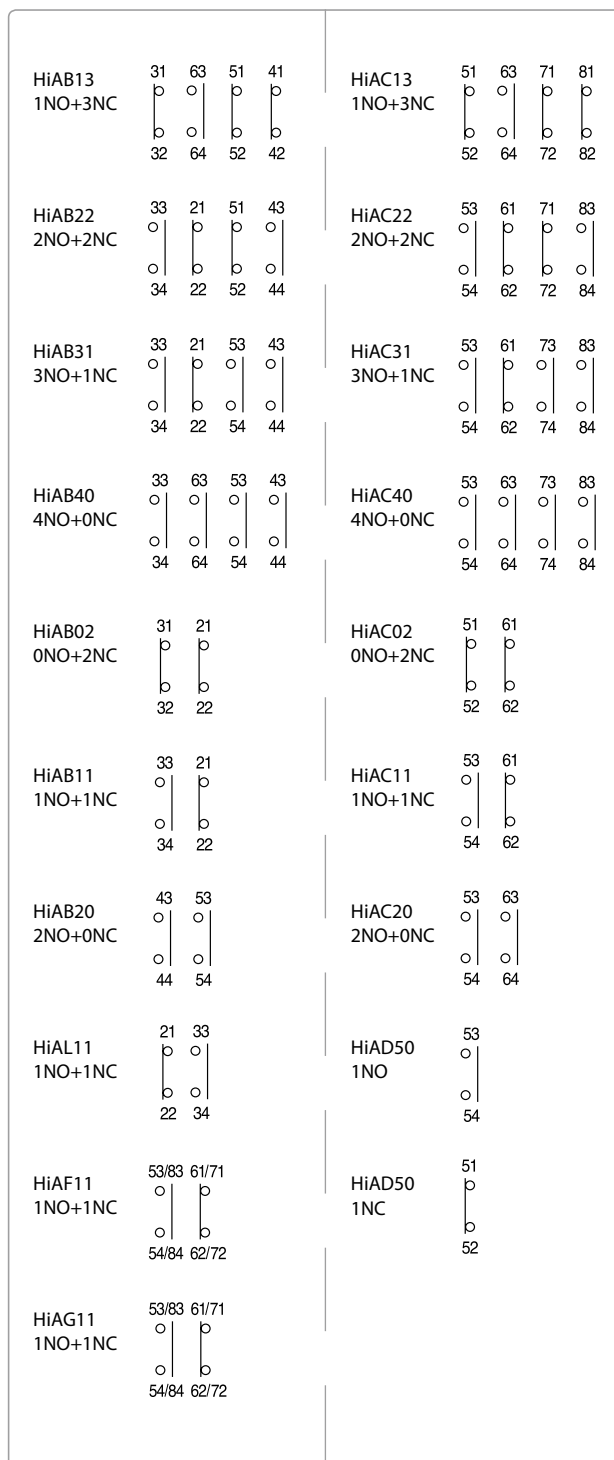 HiAB13
1NO+3NC
31 63 51 41
32 64 52 42
HiAB22
2NO+2NC
33 21 51 43
34 22 52 44
HiAB31
3NO+1NC
33 21 53 43
34 22 54 44
HiAB40
4NO+0NC
33 63 53 43
34 64 54 44
HiAB02
0NO+2NC
31 21
32 22
HiAB11
1NO+1NC
33 21
34 22
HiAB20
2NO+0NC
43 53
44 54
HiAL11
1NO+1NC
21 33
22 34
HiAF11
1NO+1NC
53/83 61/71
54/84 62/72
HiAG11
1NO+1NC
53/83 61/71
54/84 62/72
HiAC13
1NO+3NC
51 63 71 81
52 64 72 82
HiAC22
2NO+2NC
53 61 71 83
54 62 72 84
HiAC31
3NO+1NC
53 61 73 83
54 62 74 84
HiAC40
4NO+0NC
53 63 73 83
54 64 74 84
HiAC02
0NO+2NC
51 61
52 62
HiAC11
1NO+1NC
53 61
54 62
HiAC20
2NO+0NC
53 63
54 64
HiAD50
1NO
53
54
HiAD50
1NC
51
52